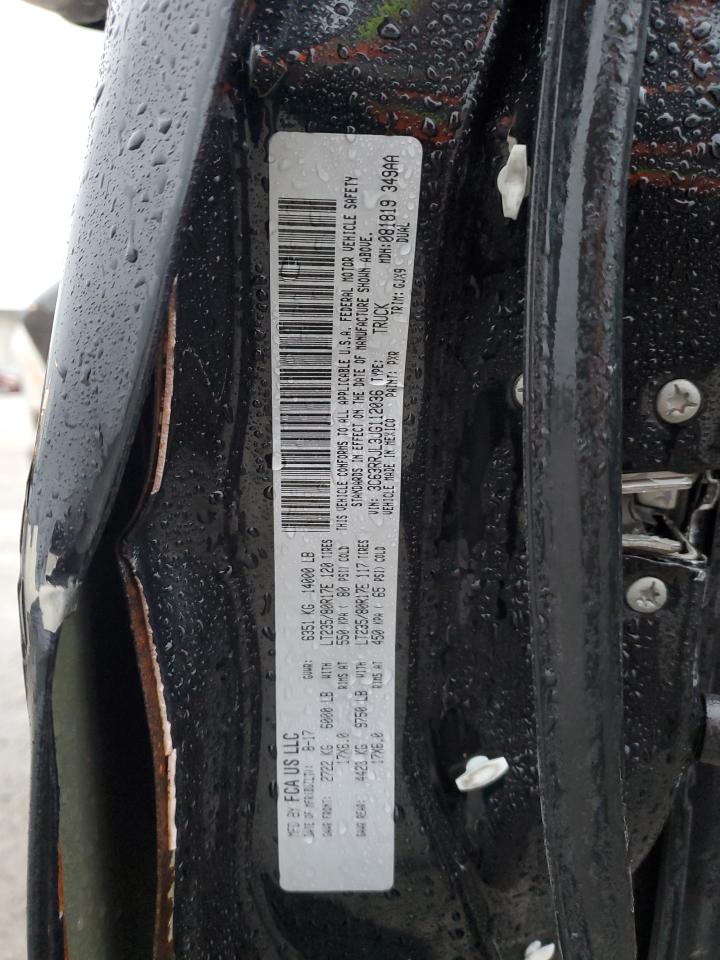 MFD BY FCA US LLC
DATE OF MFR(BUILT): 8-17 GVWR: 6351 KG 14000 LB
GAWR FRONT: 2722 KG 6000 LB WITH LT235/80R17E 120 TIRES
17X6.0 RIMS AT 550 KPA( 80 PSI) COLD
GAWR REAR: 4423 KG 9750 LB WITH LT235/80R17E 117 TIRES
17X6.0 RIMS AT 450 KPA( 65 PSI) COLD
THIS VEHICLE CONFORMS TO ALL APPLICABLE U.S.A. FEDERAL MOTOR VEHICLE SAFETY
STANDARDS IN EFFECT ON THE DATE OF MANUFACTURE SHOWN ABOVE.
VIN: 3C63RRJL3JG112036 TYPE: TRUCK MDH:081819 349AA
VEHICLE MADE IN MEXICO PAINT: PXR TRIM: GJX9 DUAL